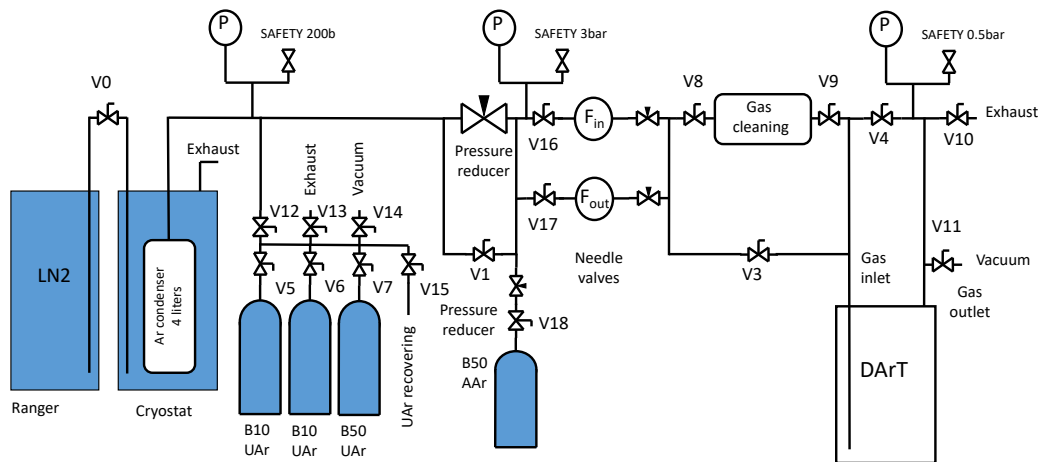 P
SAFETY 200b
P
SAFETY 3bar
P
SAFETY 0.5bar
V0
V8
V9
Gas
cleaning
F_in
Exhaust
V16
V4
V10
Exhaust
Pressure
reducer
Exhaust
Vacuum
F_out
V12
V13
V14
V17
V11
LN2
Ar condenser
4 liters
V1
Needle
valves
V3
Gas
inlet
Vacuum
V5
V6
V7
V15
Gas
outlet
Pressure
reducer
V18
UAr recovering
B50
AAr
DArT
Ranger
Cryostat
B10
UAr
B10
UAr
B50
UAr